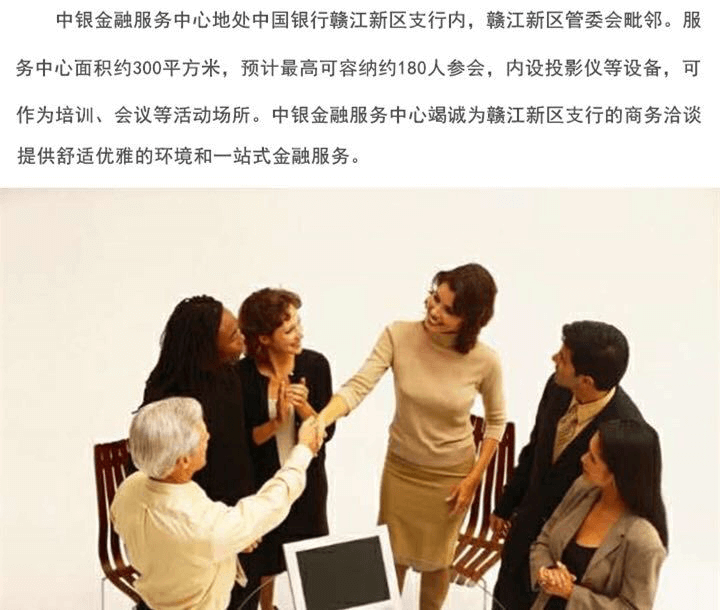 中银金融服务中心地处中国银行赣江新区支行内，赣江新区管委会毗邻。服
务中心面积约300平方米，预计最高可容纳约180人参会，内设投影仪等设备，可
作为培训、会议等活动场所。中银金融服务中心竭诚为赣江新区支行的商务洽谈
提供舒适优雅的环境和一站式金融服务。